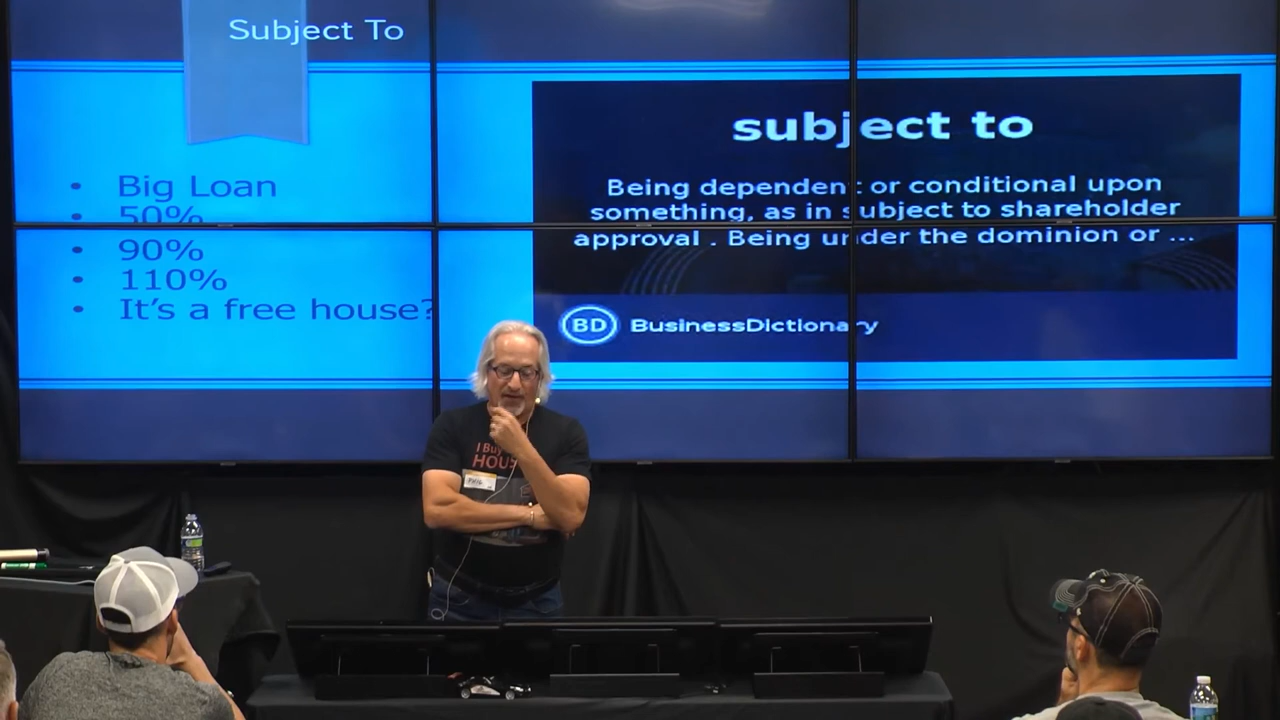 Subject To
• Big Loan
• 50%
• 90%
• 110%
• It's a free house?
subject to
Being dependent or conditional upon
something, as in subject to shareholder
approval . Being under the dominion or ...
BD BusinessDictionary
I Buy
HOUS